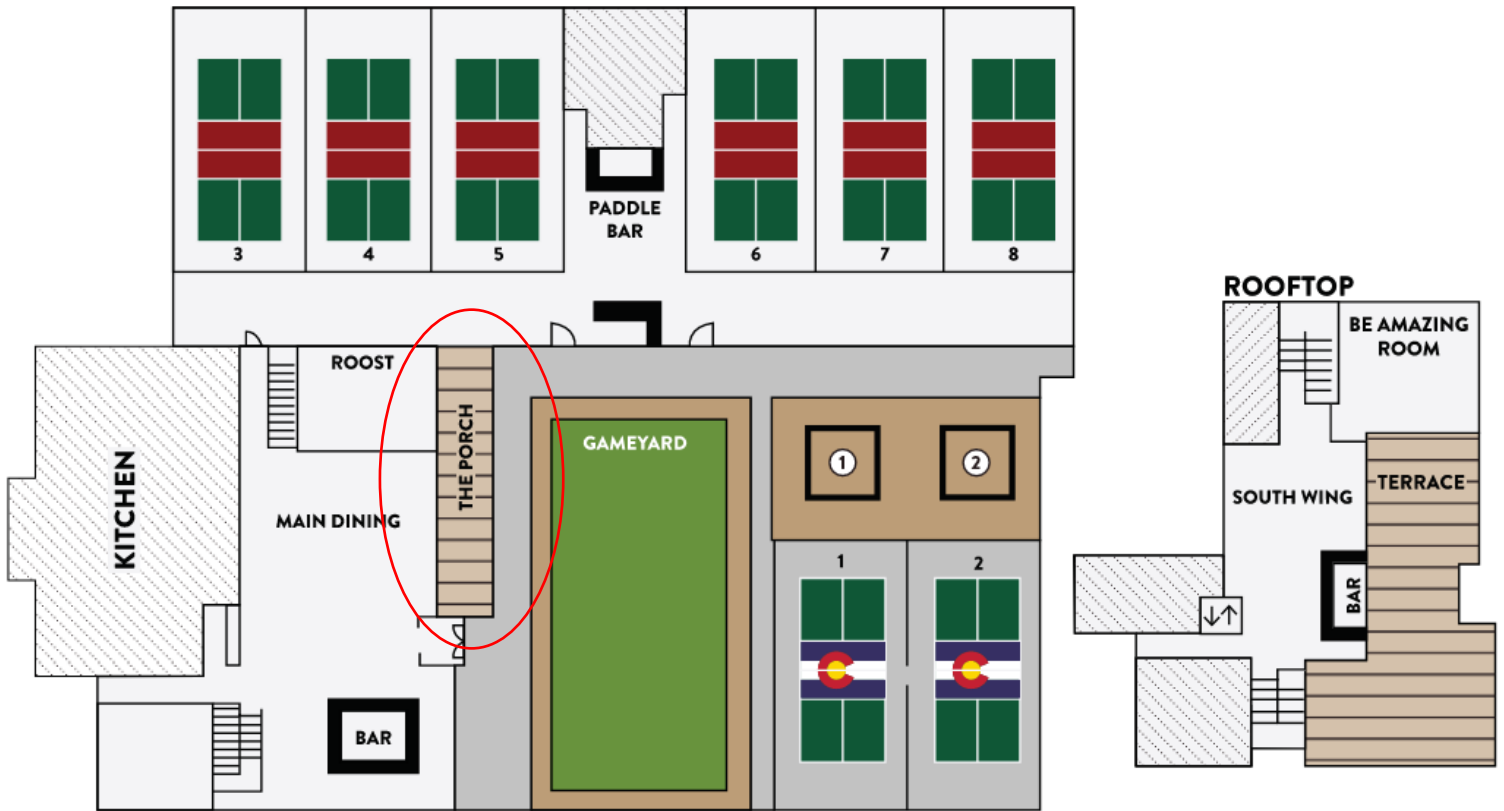 3
4
5
PADDLE
BAR
6
7
8
ROOFTOP
BE AMAZING
ROOM
ROOST
THE PORCH
GAMEYARD
1
2
KITCHEN
MAIN DINING
SOUTH WING
TERRACE
1
2
BAR
BAR